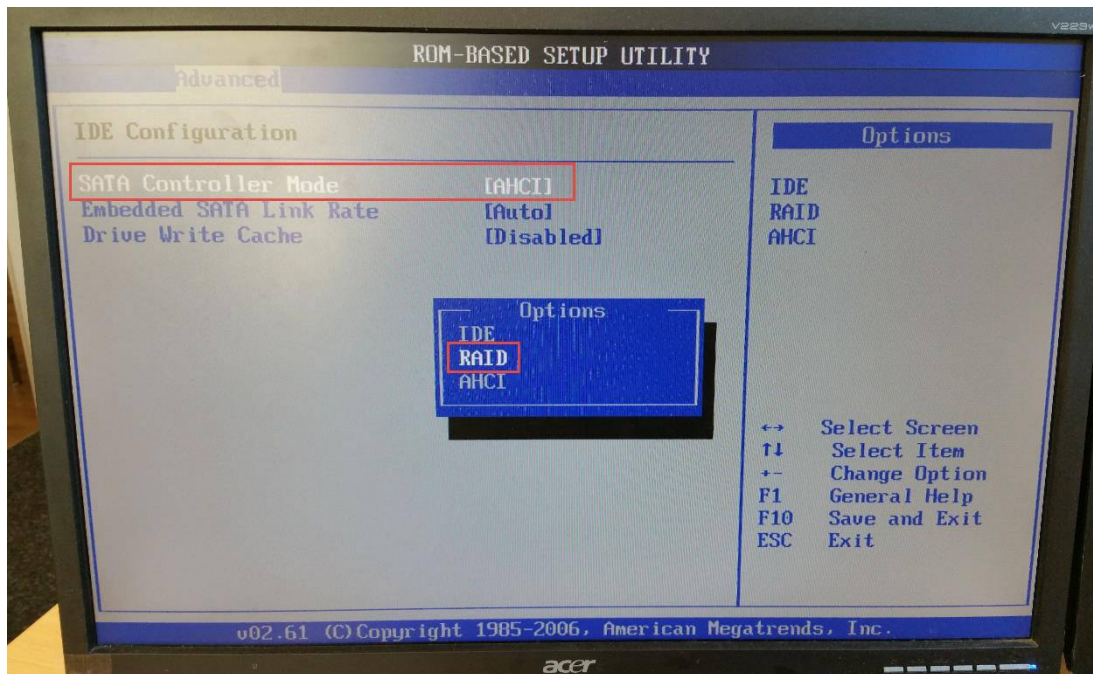 V223W
ROM-BASED SETUP UTILITY
Advanced
IDE Configuration
SATA Controller Mode [AHCI]
Embedded SATA Link Rate [Auto]
Drive Write Cache [Disabled]
Options
IDE
RAID
AHCI
Options
IDE
RAID
AHCI
↔ Select Screen
↑↓ Select Item
+- Change Option
F1 General Help
F10 Save and Exit
ESC Exit
v02.61 (C)Copyright 1985-2006, American Megatrends, Inc.
acer